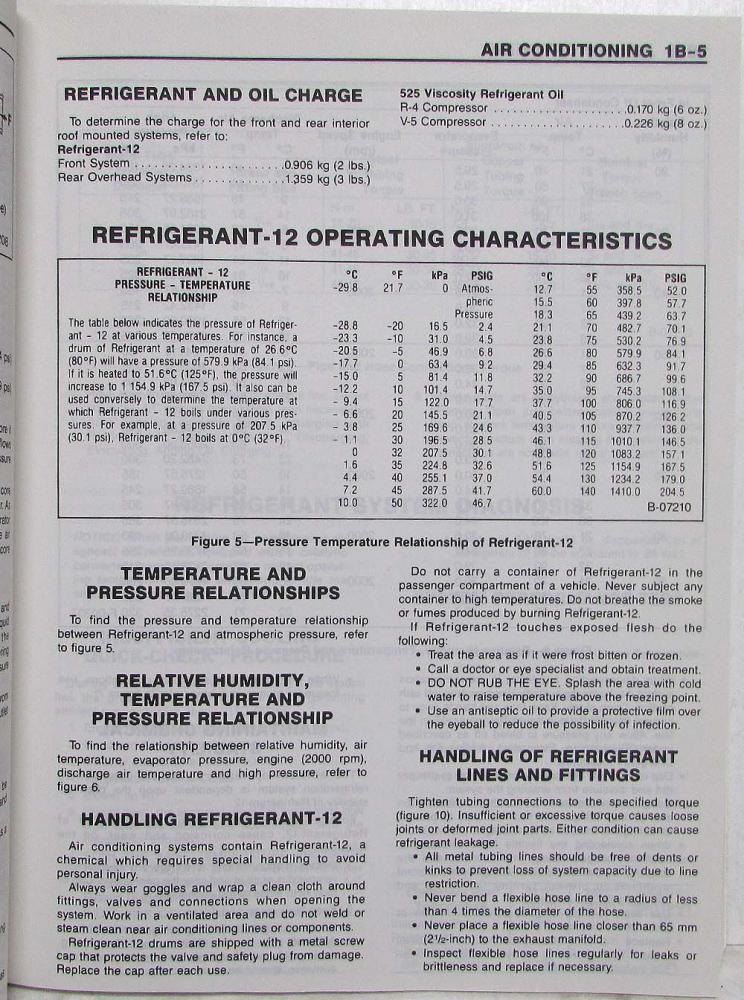 AIR CONDITIONING 1B-5
REFRIGERANT AND OIL CHARGE
To determine the charge for the front and rear interior
roof mounted systems, refer to:
Refrigerant-12
Front System . . . . . . . . . . . . . . . . . . . . .0.906 kg (2 lbs.)
Rear Overhead Systems . . . . . . . . . . . . .1.359 kg (3 lbs.)
525 Viscosity Refrigerant Oil
R-4 Compressor . . . . . . . . . . . . . . . . . . . .0.170 kg (6 oz.)
V-5 Compressor . . . . . . . . . . . . . . . . . . . .0.226 kg (8 oz.)
REFRIGERANT-12 OPERATING CHARACTERISTICS
REFRIGERANT - 12
PRESSURE - TEMPERATURE
RELATIONSHIP
The table below indicates the pressure of Refriger-
ant - 12 at various temperatures. For instance, a
drum of Refrigerant at a temperature of 26.6°C
(80°F) will have a pressure of 579.9 kPa (84.1 psi).
If it is heated to 51.6°C (125°F), the pressure will
increase to 1 154.9 kPa (167.5 psi). It also can be
used conversely to determine the temperature at
which Refrigerant - 12 boils under various pres-
sures. For example, at a pressure of 207.5 kPa
(30.1 psi), Refrigerant - 12 boils at 0°C (32°F).
°C °F kPa PSIG °C °F kPa PSIG
-29.8 21.7 0 Atmos- 12.7 55 358.5 52.0
pheric 15.5 60 397.8 57.7
Pressure 18.3 65 439.2 63.7
-28.8 -20 16.5 2.4 21.1 70 482.7 70.1
-23.3 -10 31.0 4.5 23.8 75 530.2 76.9
-20.5 -5 46.9 6.8 26.6 80 579.9 84.1
-17.7 0 63.4 9.2 29.4 85 632.3 91.7
-15.0 5 81.4 11.8 32.2 90 686.7 99.6
-12.2 10 101.4 14.7 35.0 95 745.3 108.1
- 9.4 15 122.0 17.7 37.7 100 806.0 116.9
- 6.6 20 145.5 21.1 40.5 105 870.2 126.2
- 3.8 25 169.6 24.6 43.3 110 937.7 136.0
- 1.1 30 196.5 28.5 46.1 115 1010.1 146.5
0 32 207.5 30.1 48.8 120 1083.2 157.1
1.6 35 224.8 32.6 51.6 125 1154.9 167.5
4.4 40 255.1 37.0 54.4 130 1234.2 179.0
7.2 45 287.5 41.7 60.0 140 1410.0 204.5
10.0 50 322.0 46.7
B-07210
Figure 5—Pressure Temperature Relationship of Refrigerant-12
TEMPERATURE AND
PRESSURE RELATIONSHIPS
To find the pressure and temperature relationship
between Refrigerant-12 and atmospheric pressure, refer
to figure 5.
RELATIVE HUMIDITY,
TEMPERATURE AND
PRESSURE RELATIONSHIP
To find the relationship between relative humidity, air
temperature, evaporator pressure, engine (2000 rpm),
discharge air temperature and high pressure, refer to
figure 6.
HANDLING REFRIGERANT-12
Air conditioning systems contain Refrigerant-12, a
chemical which requires special handling to avoid
personal injury.
Always wear goggles and wrap a clean cloth around
fittings, valves and connections when opening the
system. Work in a ventilated area and do not weld or
steam clean near air conditioning lines or components.
Refrigerant-12 drums are shipped with a metal screw
cap that protects the valve and safety plug from damage.
Replace the cap after each use.
Do not carry a container of Refrigerant-12 in the
passenger compartment of a vehicle. Never subject any
container to high temperatures. Do not breathe the smoke
or fumes produced by burning Refrigerant-12.
If Refrigerant-12 touches exposed flesh do the
following:
• Treat the area as if it were frost bitten or frozen.
• Call a doctor or eye specialist and obtain treatment.
• DO NOT RUB THE EYE. Splash the area with cold
water to raise temperature above the freezing point.
• Use an antiseptic oil to provide a protective film over
the eyeball to reduce the possibility of infection.
HANDLING OF REFRIGERANT
LINES AND FITTINGS
Tighten tubing connections to the specified torque
(figure 10). Insufficient or excessive torque causes loose
joints or deformed joint parts. Either condition can cause
refrigerant leakage.
• All metal tubing lines should be free of dents or
kinks to prevent loss of system capacity due to line
restriction.
• Never bend a flexible hose line to a radius of less
than 4 times the diameter of the hose.
• Never place a flexible hose line closer than 65 mm
(2½-inch) to the exhaust manifold.
• Inspect flexible hose lines regularly for leaks or
brittleness and replace if necessary.